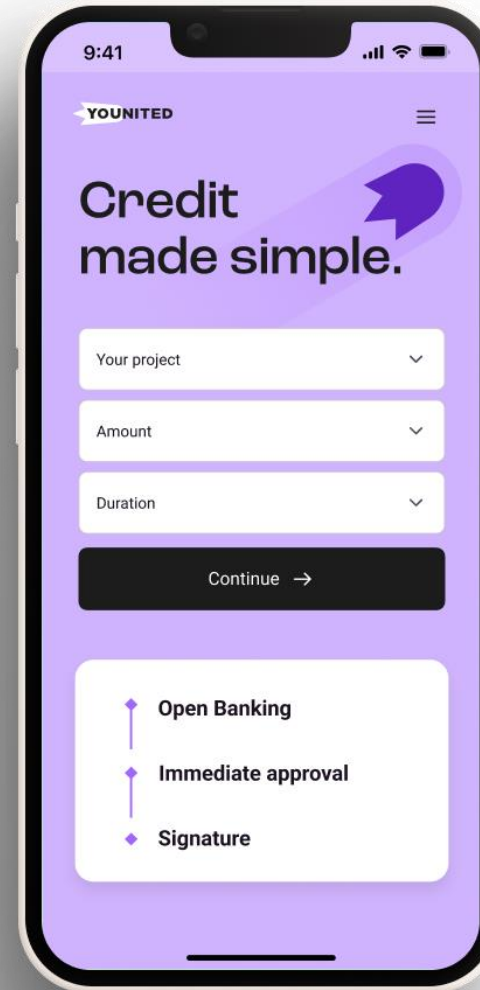 9:41
YOUNITED
Credit
made simple.
Your project
Amount
Duration
Continue →
Open Banking
Immediate approval
Signature